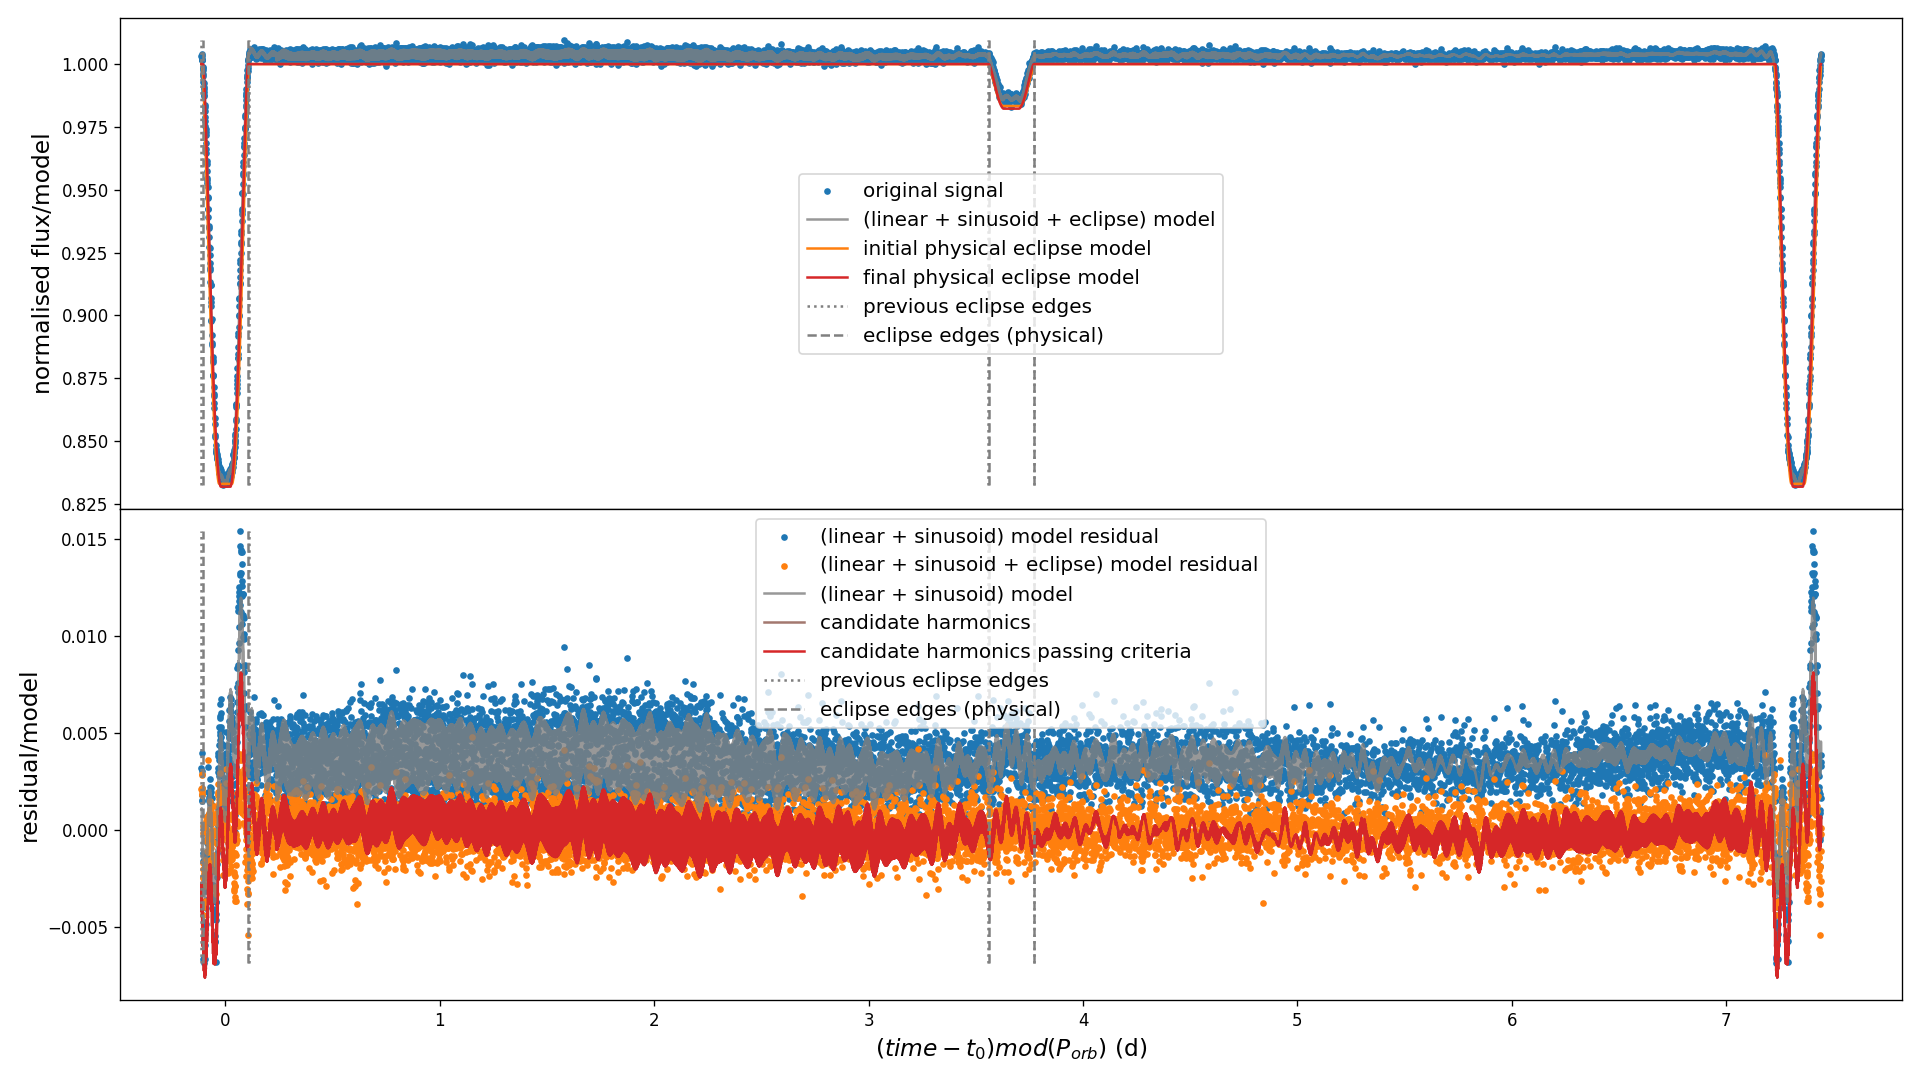 normalised flux/model
1.000
0.975
0.950
0.925
0.900
0.875
0.850
0.825
original signal
(linear + sinusoid + eclipse) model
initial physical eclipse model
final physical eclipse model
previous eclipse edges
eclipse edges (physical)
residual/model
0.015
0.010
0.005
0.000
−0.005
(linear + sinusoid) model residual
(linear + sinusoid + eclipse) model residual
(linear + sinusoid) model
candidate harmonics
candidate harmonics passing criteria
previous eclipse edges
eclipse edges (physical)
0 1 2 3 4 5 6 7
(time − t₀)mod(P_orb) (d)